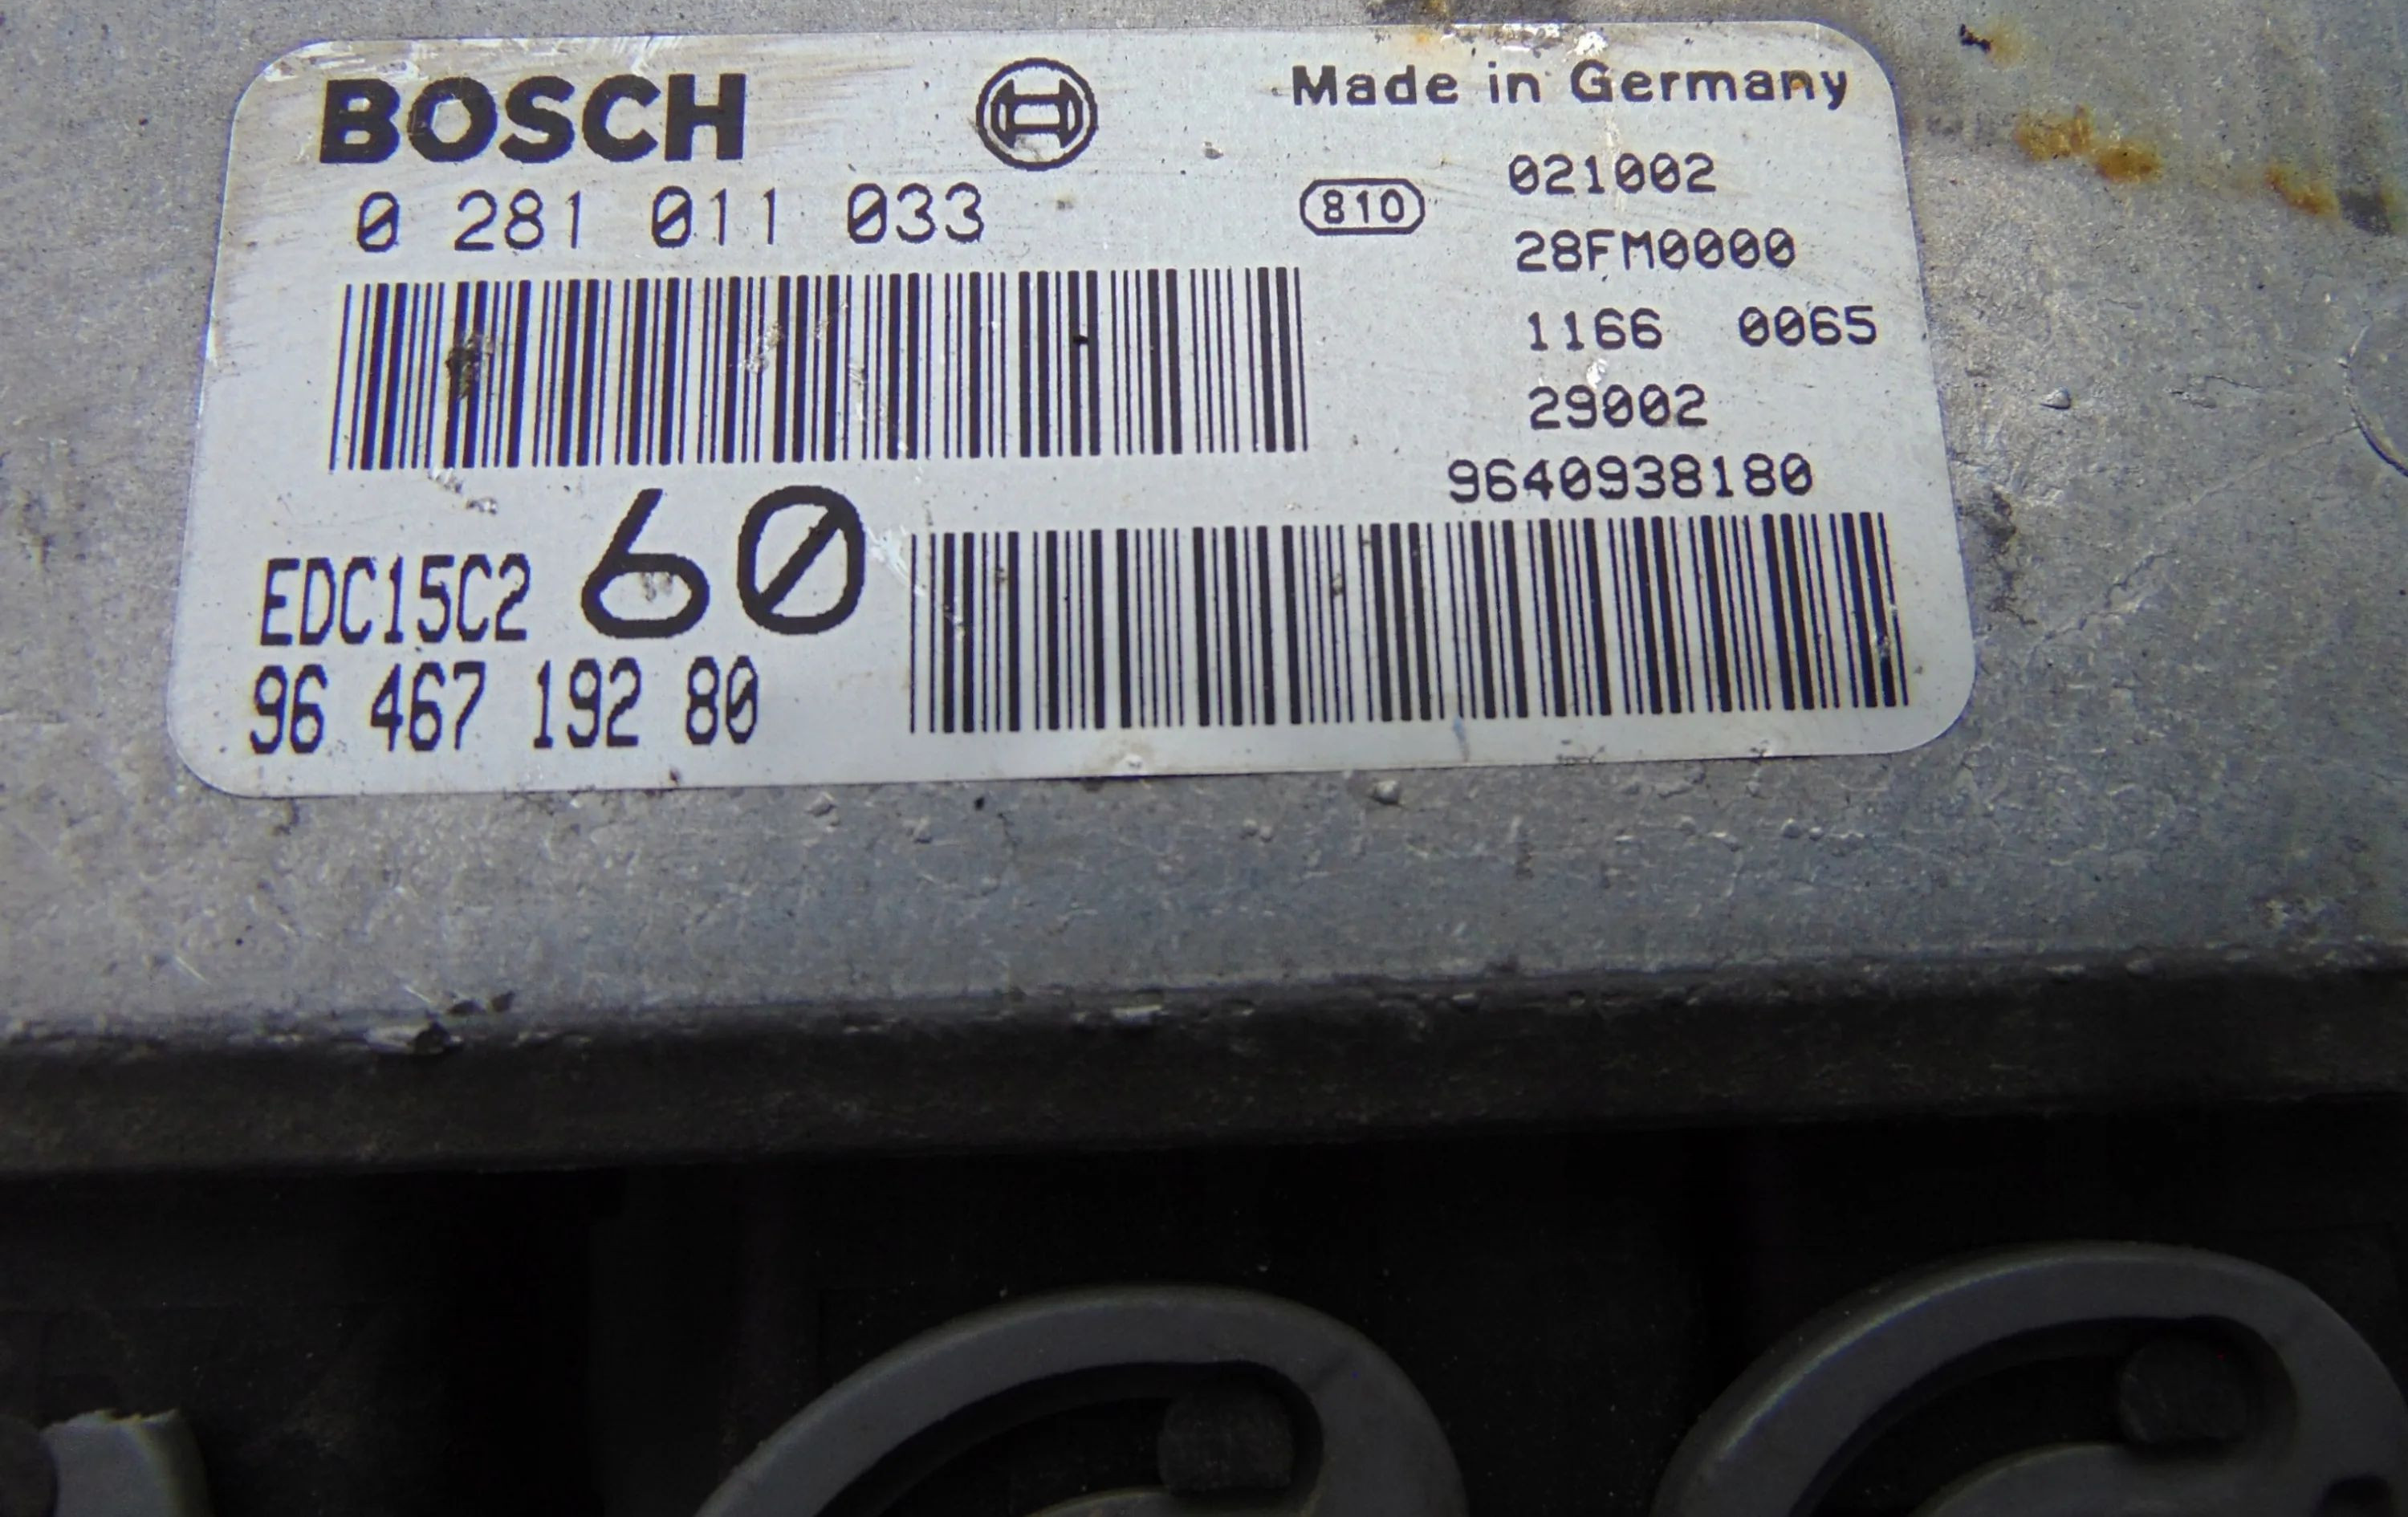 BOSCH
0 281 011 033
Made in Germany
810
021002
28FM0000
1166 0065
29002
9640938180
EDC15C2 60
96 467 192 80